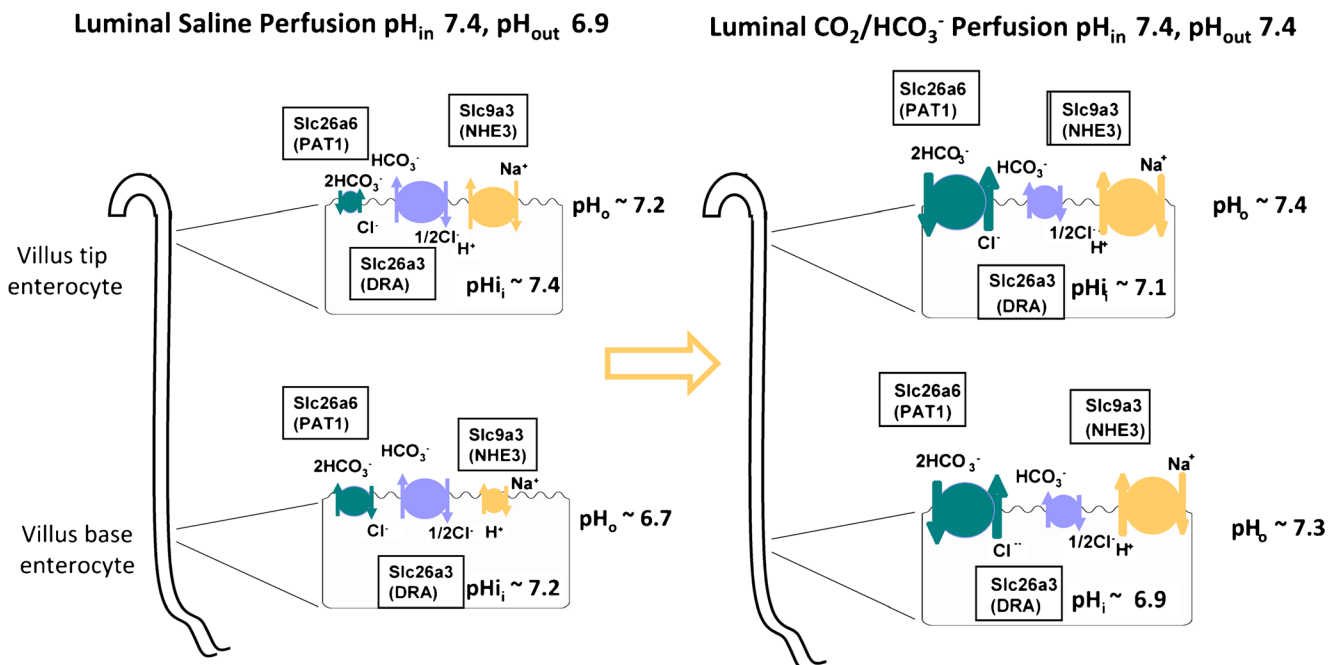 Luminal Saline Perfusion pHin 7.4, pHout 6.9
Slc26a6
(PAT1)
Slc9a3
(NHE3)
HCO3-
2HCO3-
Na+
Cl-
1/2Cl-
H+
Slc26a3
(DRA)
pHii ~ 7.4
pHo ~ 7.2
Villus tip
enterocyte
Slc26a6
(PAT1)
Slc9a3
(NHE3)
HCO3-
2HCO3-
Na+
Cl-
1/2Cl-
H+
Slc26a3
(DRA)
pHii ~ 7.2
pHo ~ 6.7
Villus base
enterocyte
Luminal CO2/HCO3- Perfusion pHin 7.4, pHout 7.4
Slc26a6
(PAT1)
Slc9a3
(NHE3)
2HCO3-
HCO3-
Na+
Cl-
1/2Cl-
H+
Slc26a3
(DRA)
pHii ~ 7.1
pHo ~ 7.4
Slc26a6
(PAT1)
Slc9a3
(NHE3)
2HCO3-
HCO3-
Na+
Cl--
1/2Cl-
H+
Slc26a3
(DRA)
pHi ~ 6.9
pHo ~ 7.3